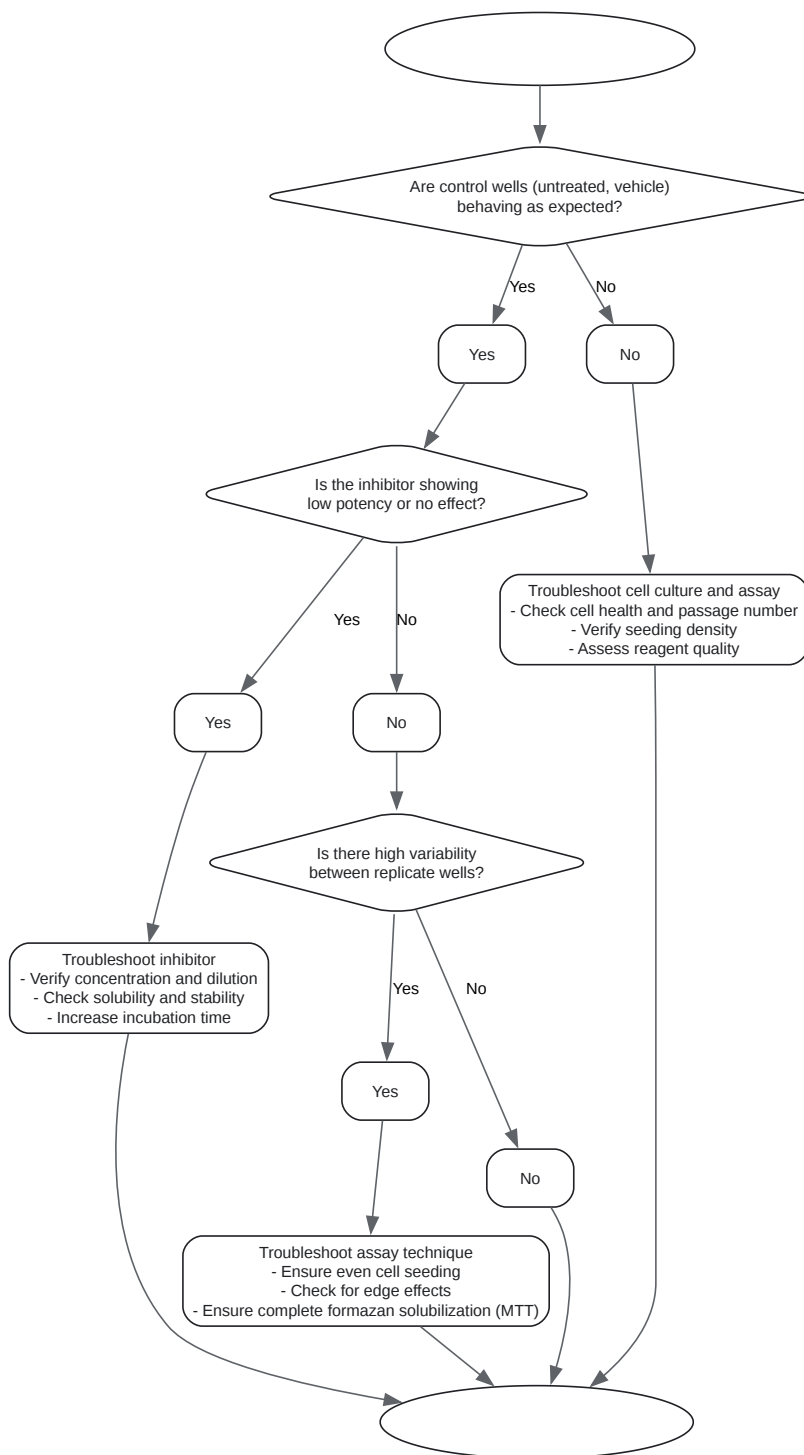 Are control wells (untreated, vehicle)
behaving as expected?
Yes
No
Yes
No
Is the inhibitor showing
low potency or no effect?
Troubleshoot cell culture and assay
- Check cell health and passage number
- Verify seeding density
- Assess reagent quality
Yes
No
Yes
No
Is there high variability
between replicate wells?
Troubleshoot inhibitor
- Verify concentration and dilution
- Check solubility and stability
- Increase incubation time
Yes
No
Yes
No
Troubleshoot assay technique
- Ensure even cell seeding
- Check for edge effects
- Ensure complete formazan solubilization (MTT)